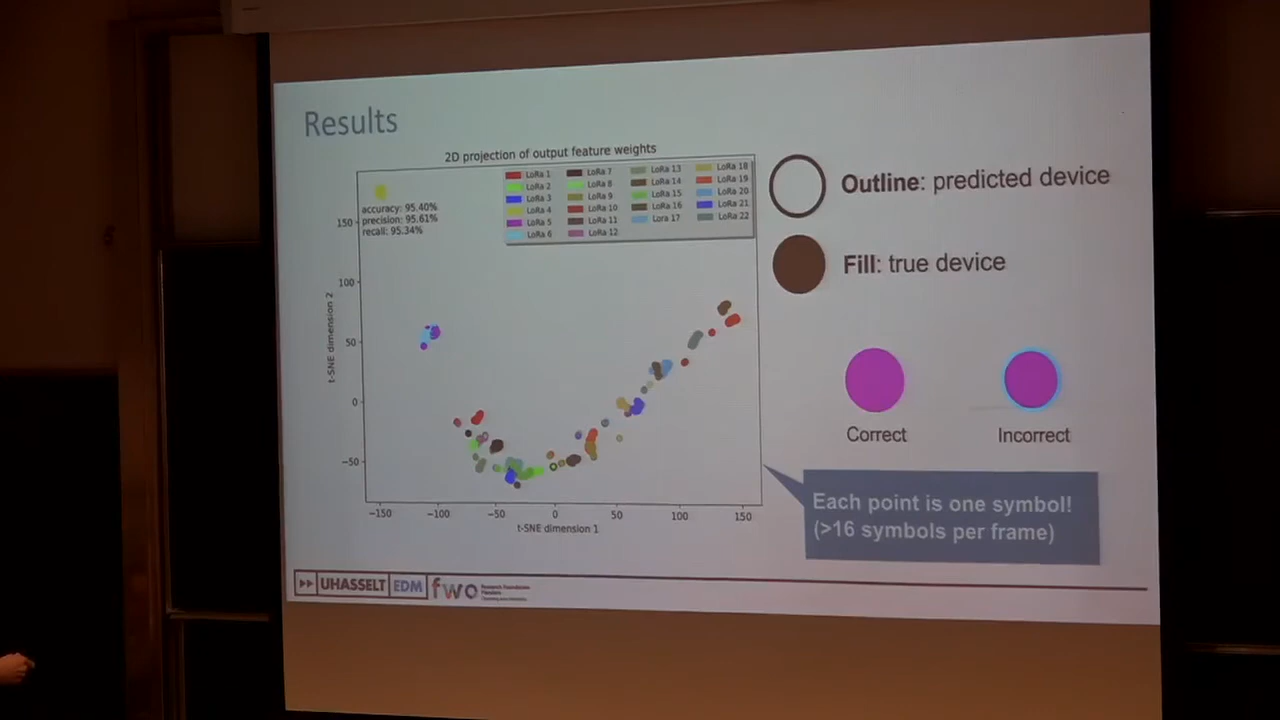 Results
2D projection of output feature weights
accuracy: 95.40%
precision: 95.61%
recall: 95.34%
LoRa 1
LoRa 2
LoRa 3
LoRa 4
LoRa 5
LoRa 6
LoRa 7
LoRa 8
LoRa 9
LoRa 10
LoRa 11
LoRa 12
LoRa 13
LoRa 14
LoRa 15
LoRa 16
Lora 17
LoRa 18
LoRa 19
LoRa 20
LoRa 21
LoRa 22
t-SNE dimension 2
150
100
50
0
−50
−150
−100
−50
0
50
100
150
t-SNE dimension 1
Outline: predicted device
Fill: true device
Correct
Incorrect
Each point is one symbol!
(>16 symbols per frame)
UHASSELT EDM
fwo
Research Foundation
Flanders